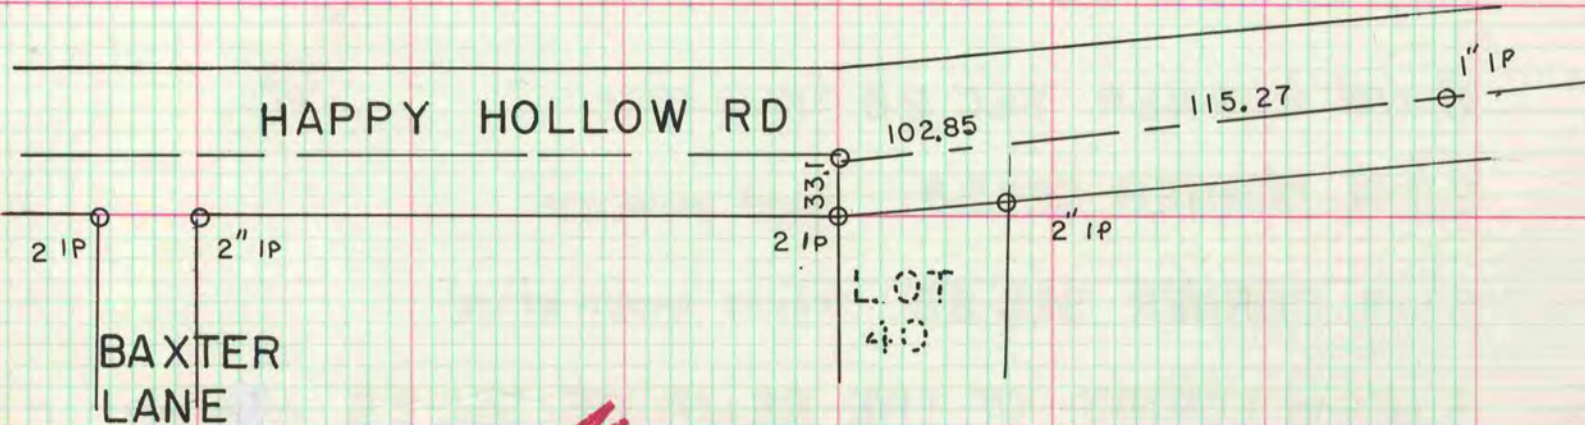 1" IP
115.27
HAPPY HOLLOW RD
102.85
33.1
2 IP
2" IP
2 IP
2" IP
LOT
40
BAXTER
LANE